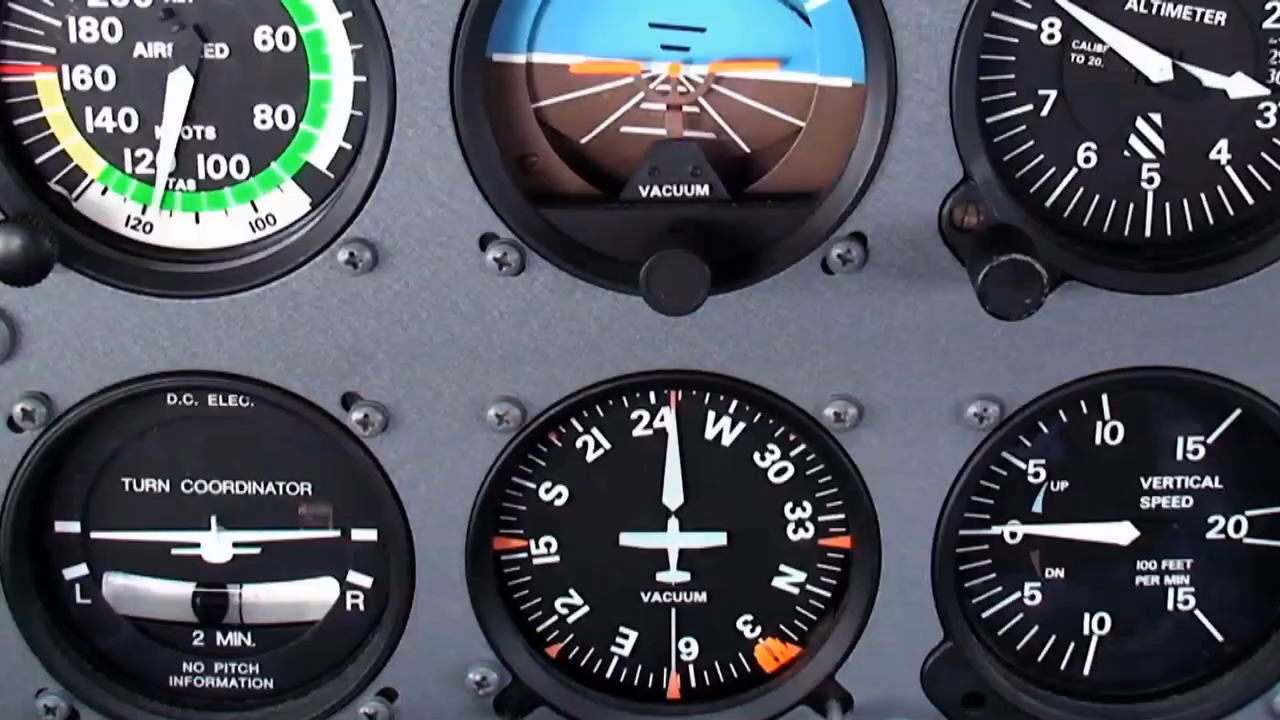 180
60
160
140
80
KNOTS
120
100
TAS
120
100
VACUUM
ALTIMETER
8
CALIB
TO 20,
7
6
5
4
3
D.C. ELEC.
TURN COORDINATOR
L
R
2 MIN.
NO PITCH
INFORMATION
24
W
21
30
S
33
15
N
12
3
E
6
VACUUM
10
15
5
UP
VERTICAL
SPEED
0
20
DN
100 FEET
PER MIN
5
15
10